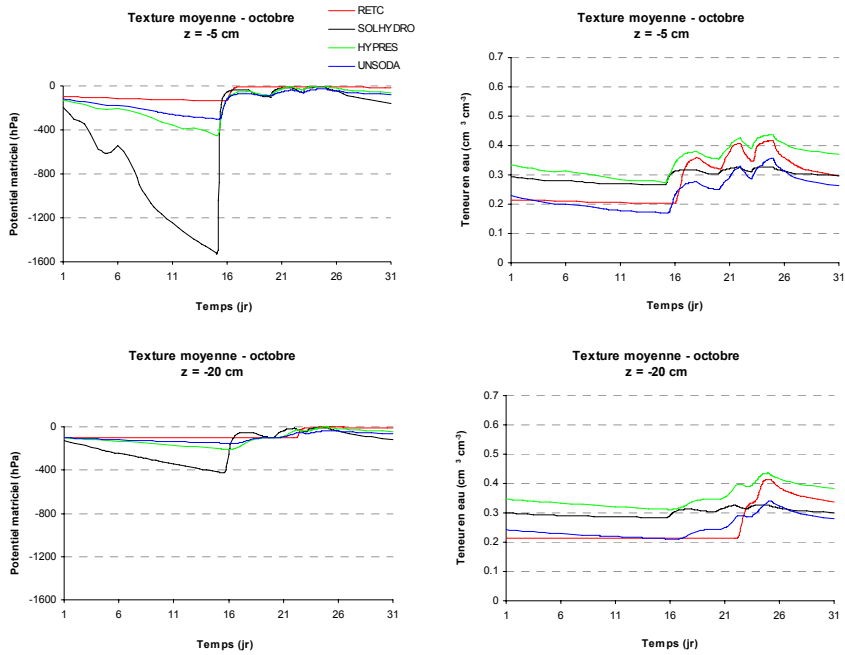 Texture moyenne - octobre
z = -5 cm
RETC
SOLHYDRO
HYPRES
UNSODA
Potentiel matriciel (hPa)
0
-400
-800
-1200
-1600
1 6 11 16 21 26 31
Temps (jr)
Texture moyenne - octobre
z = -5 cm
Teneur en eau (cm 3 cm-3)
0.7
0.6
0.5
0.4
0.3
0.2
0.1
0
1 6 11 16 21 26 31
Temps (jr)
Texture moyenne - octobre
z = -20 cm
Potentiel matriciel (hPa)
0
-400
-800
-1200
-1600
1 6 11 16 21 26 31
Temps (jr)
Texture moyenne - octobre
z = -20 cm
Teneur en eau (cm 3 cm-3)
0.7
0.6
0.5
0.4
0.3
0.2
0.1
0
1 6 11 16 21 26 31
Temps (jr)